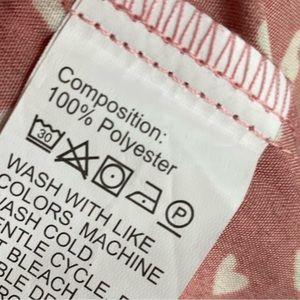 Composition:
100% Polyester
30 P
WASH WITH LIKE
COLORS. MACHINE
WASH COLD
GENTLE CYCLE.
BLEACH